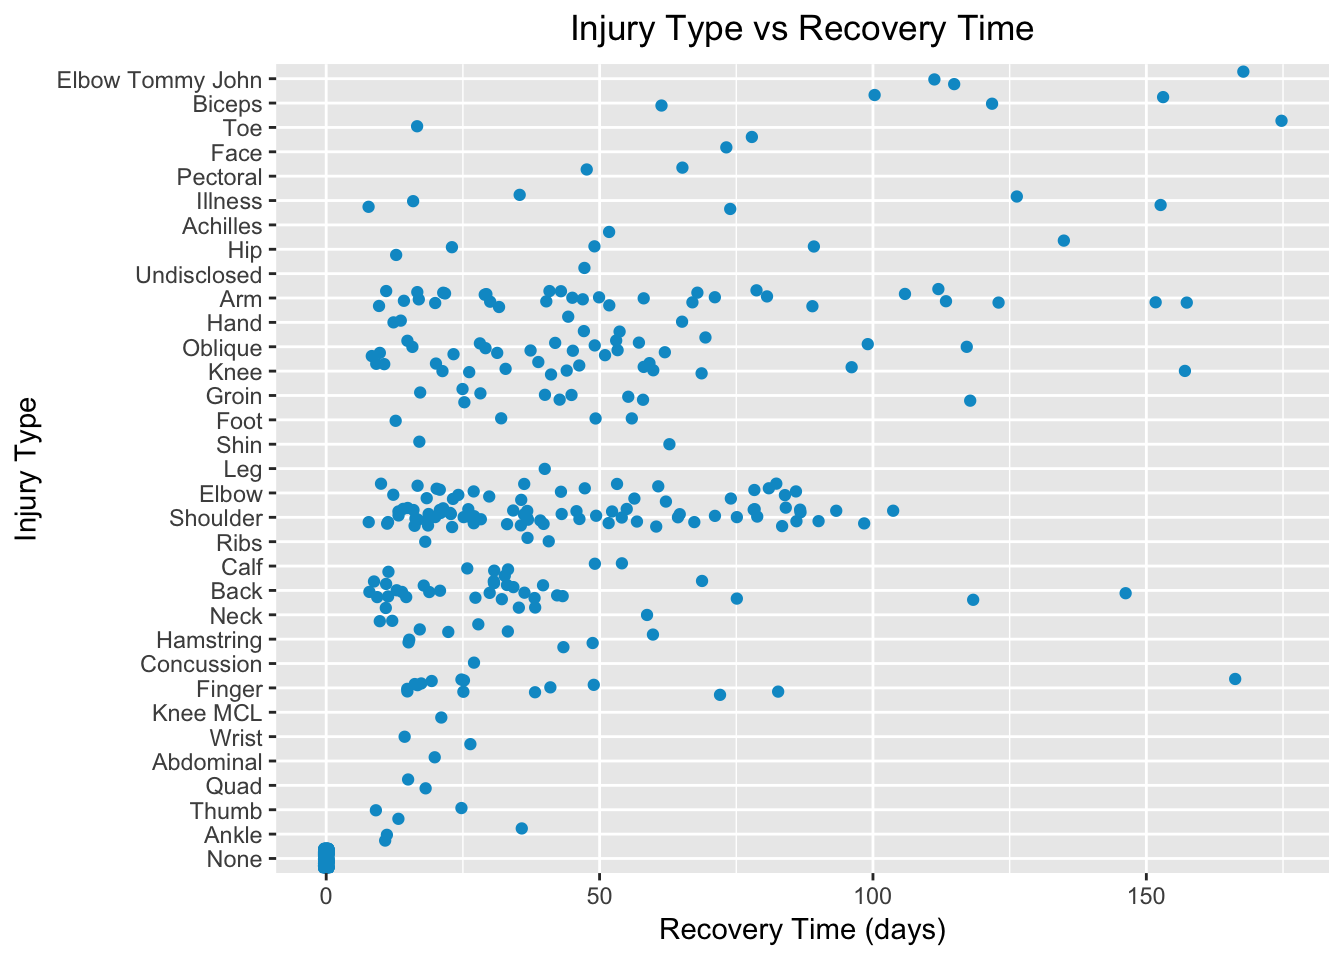 Injury Type vs Recovery Time
Elbow Tommy John
Biceps
Toe
Face
Pectoral
Illness
Achilles
Hip
Undisclosed
Arm
Hand
Oblique
Knee
Groin
Foot
Shin
Leg
Elbow
Shoulder
Ribs
Calf
Back
Neck
Hamstring
Concussion
Finger
Knee MCL
Wrist
Abdominal
Quad
Thumb
Ankle
None
Injury Type
0 50 100 150
Recovery Time (days)